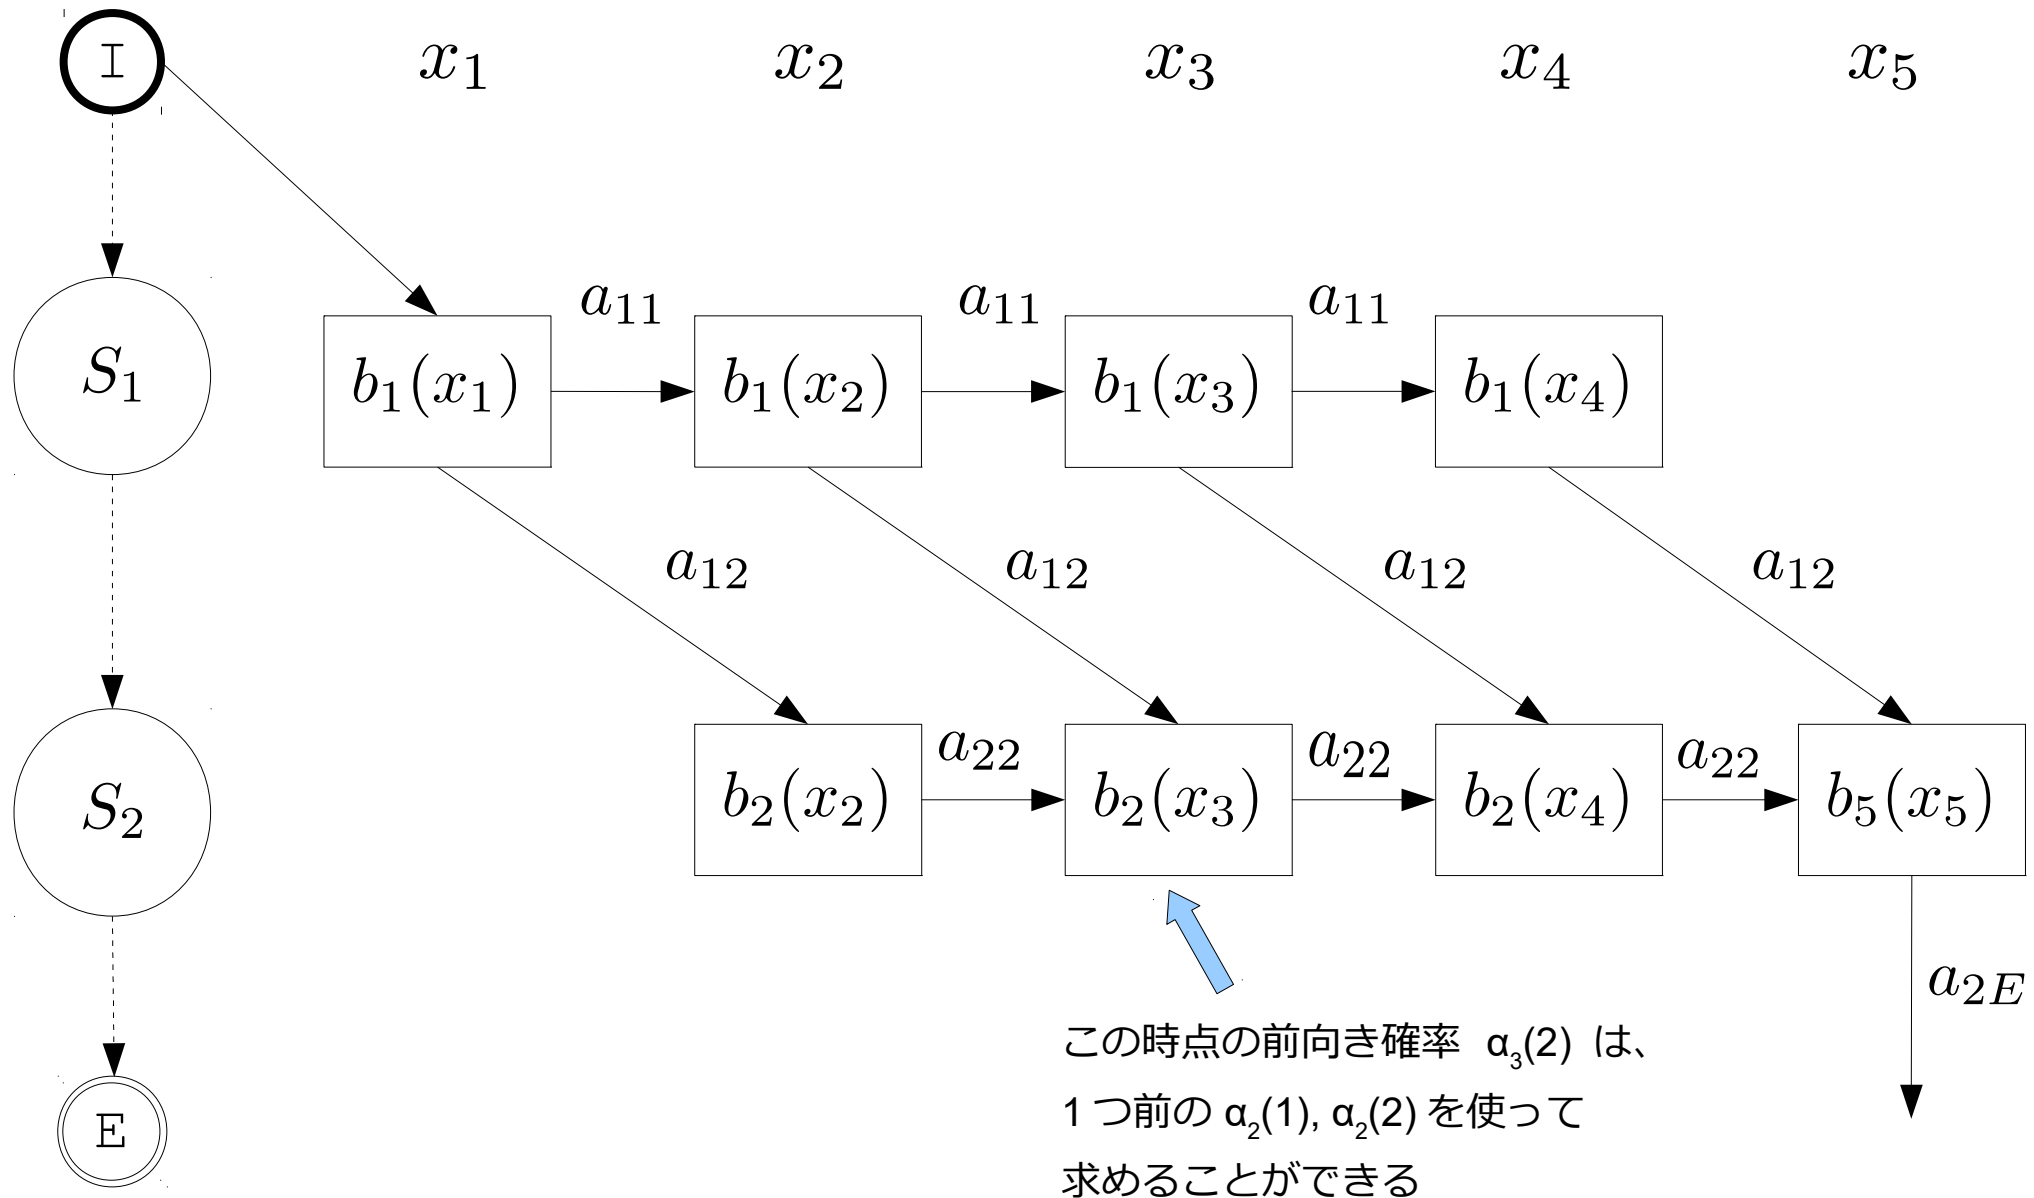 I x₁ x₂ x₃ x₄ x₅
a₁₁ a₁₁ a₁₁
S₁ b₁(x₁) b₁(x₂) b₁(x₃) b₁(x₄)
a₁₂ a₁₂ a₁₂ a₁₂
a₂₂ a₂₂ a₂₂
S₂ b₂(x₂) b₂(x₃) b₂(x₄) b₅(x₅)
a₂E
この時点の前向き確率 α₃(2) は、
1つ前の α₂(1), α₂(2) を使って
求めることができる
E